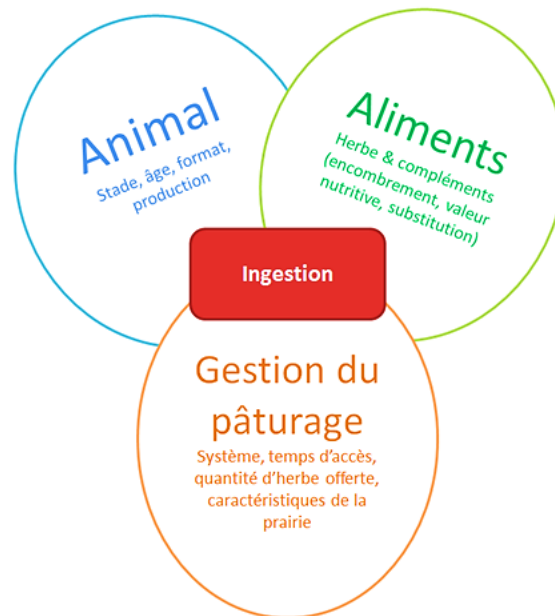 Animal
Stade, âge, format,
production
Aliments
Herbe & compléments
(encombrement, valeur
nutritive, substitution)
Ingestion
Gestion du
pâturage
Système, temps d'accès,
quantité d'herbe offerte,
caractéristiques de la
prairie